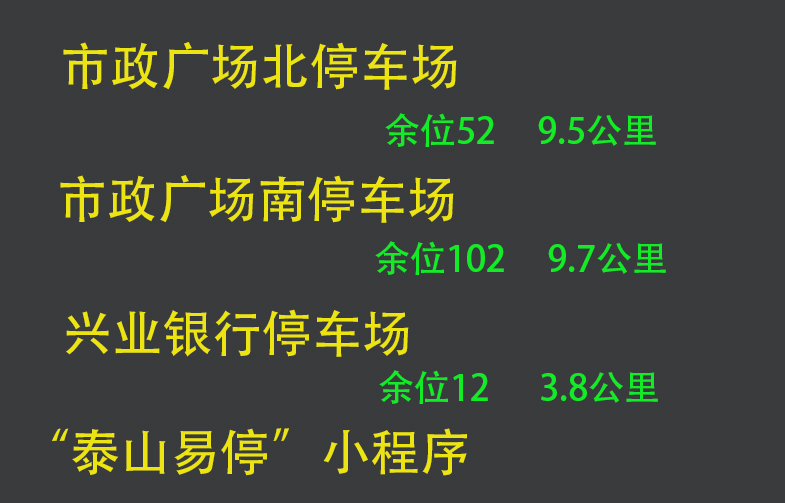 市政广场北停车场
余位52 9.5公里
市政广场南停车场
余位102 9.7公里
兴业银行停车场
余位12 3.8公里
“泰山易停”小程序